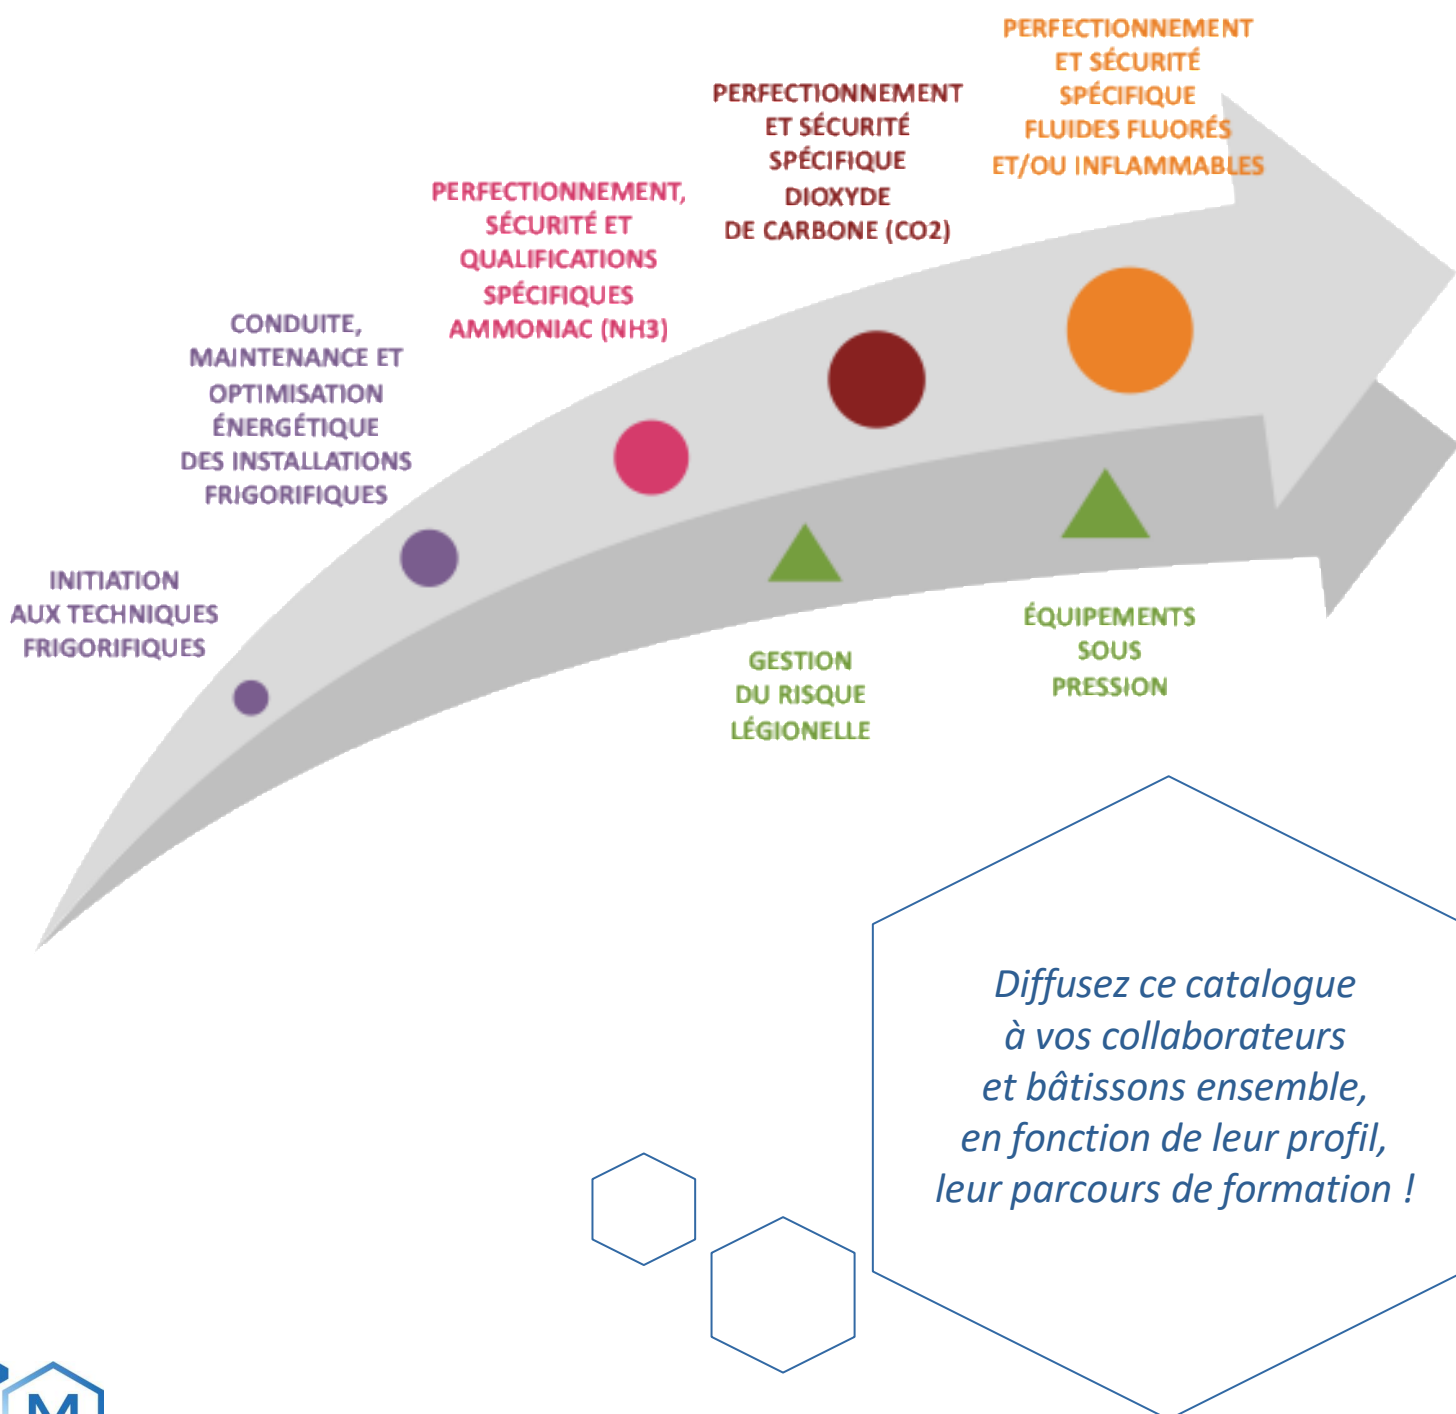 PERFECTIONNEMENT
ET SÉCURITÉ
SPÉCIFIQUE
FLUIDES FLUORÉS
ET/OU INFLAMMABLES
PERFECTIONNEMENT
ET SÉCURITÉ
SPÉCIFIQUE
DIOXYDE
DE CARBONE (CO2)
PERFECTIONNEMENT,
SÉCURITÉ ET
QUALIFICATIONS
SPÉCIFIQUES
AMMONIAC (NH3)
CONDUITE,
MAINTENANCE ET
OPTIMISATION
ÉNERGÉTIQUE
DES INSTALLATIONS
FRIGORIFIQUES
INITIATION
AUX TECHNIQUES
FRIGORIFIQUES
GESTION
DU RISQUE
LÉGIONELLE
ÉQUIPEMENTS
SOUS
PRESSION
Diffusez ce catalogue
à vos collaborateurs
et bâtissons ensemble,
en fonction de leur profil,
leur parcours de formation !
M